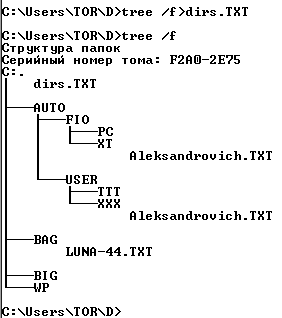 C:\Users\TOR\D>tree /f>dirs.TXT
C:\Users\TOR\D>tree /f
Структура папок
Серийный номер тома: F2A0-2E75
C:.
dirs.TXT
AUTO
FIO
PC
XT
Aleksandrovich.TXT
USER
TTT
XXX
Aleksandrovich.TXT
BAG
LUNA-44.TXT
BIG
WP
C:\Users\TOR\D>